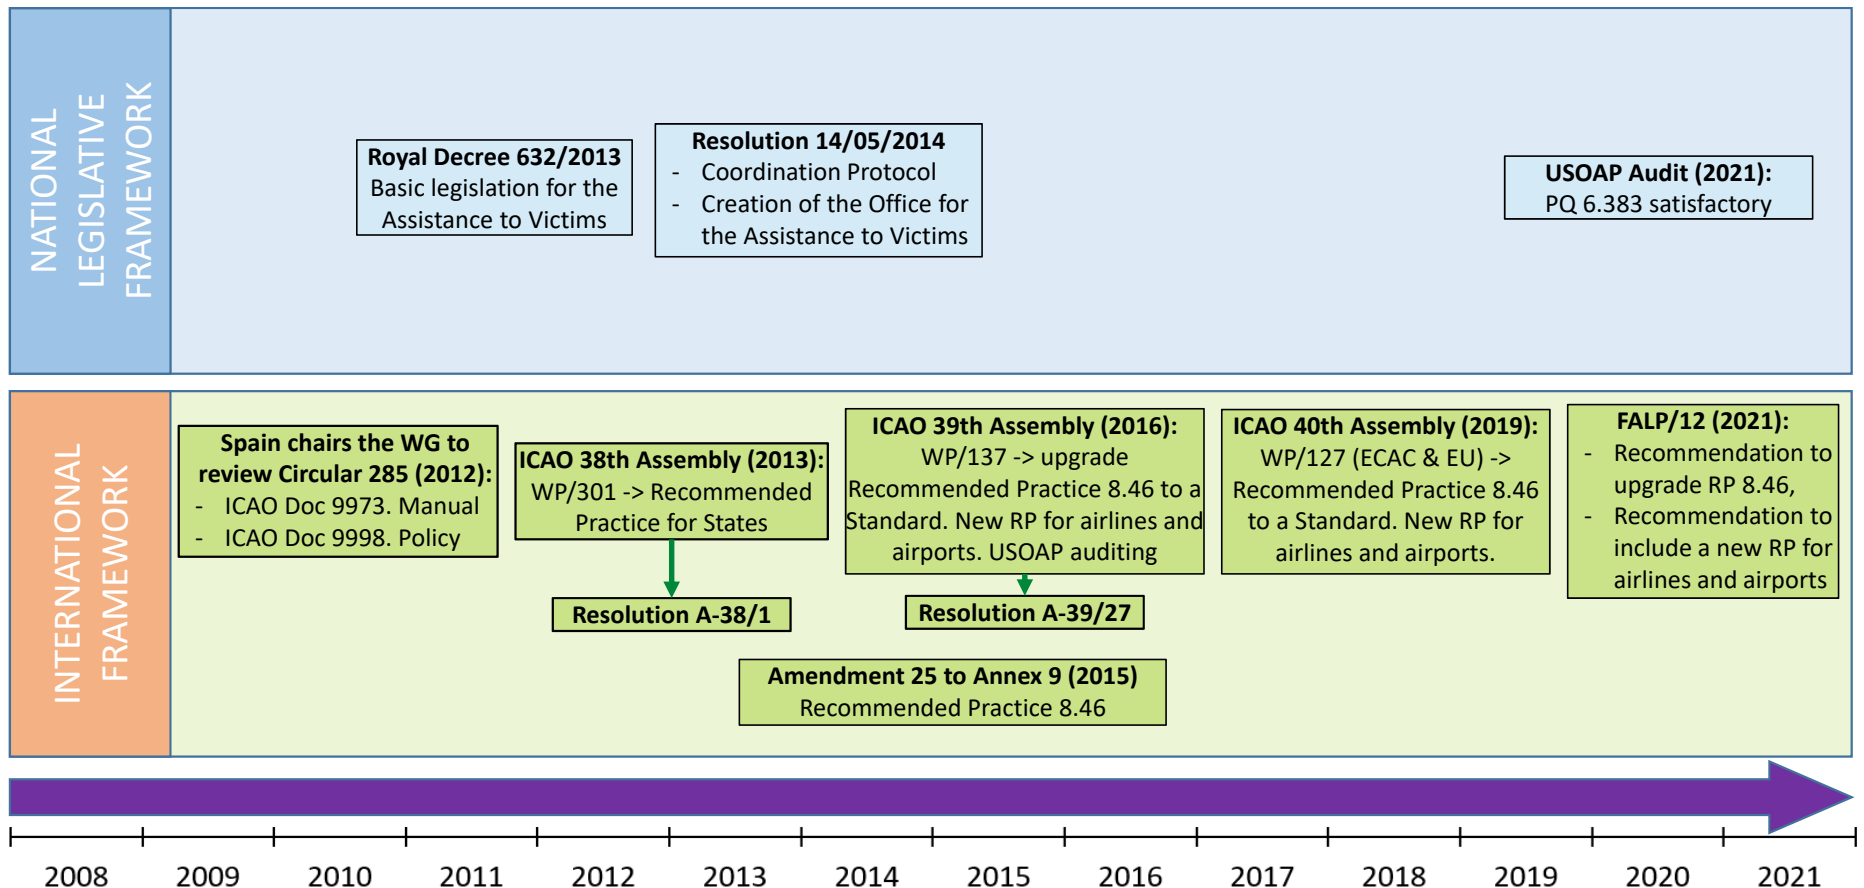 NATIONAL
LEGISLATIVE
FRAMEWORK
Royal Decree 632/2013
Basic legislation for the
Assistance to Victims
Resolution 14/05/2014
- Coordination Protocol
- Creation of the Office for
the Assistance to Victims
USOAP Audit (2021):
PQ 6.383 satisfactory
INTERNATIONAL
FRAMEWORK
Spain chairs the WG to
review Circular 285 (2012):
- ICAO Doc 9973. Manual
- ICAO Doc 9998. Policy
ICAO 38th Assembly (2013):
WP/301 -> Recommended
Practice for States
Resolution A-38/1
ICAO 39th Assembly (2016):
WP/137 -> upgrade
Recommended Practice 8.46 to a
Standard. New RP for airlines and
airports. USOAP auditing
Resolution A-39/27
Amendment 25 to Annex 9 (2015)
Recommended Practice 8.46
ICAO 40th Assembly (2019):
WP/127 (ECAC & EU) ->
Recommended Practice 8.46
to a Standard. New RP for
airlines and airports.
FALP/12 (2021):
- Recommendation to
upgrade RP 8.46,
- Recommendation to
include a new RP for
airlines and airports
2008 2009 2010 2011 2012 2013 2014 2015 2016 2017 2018 2019 2020 2021